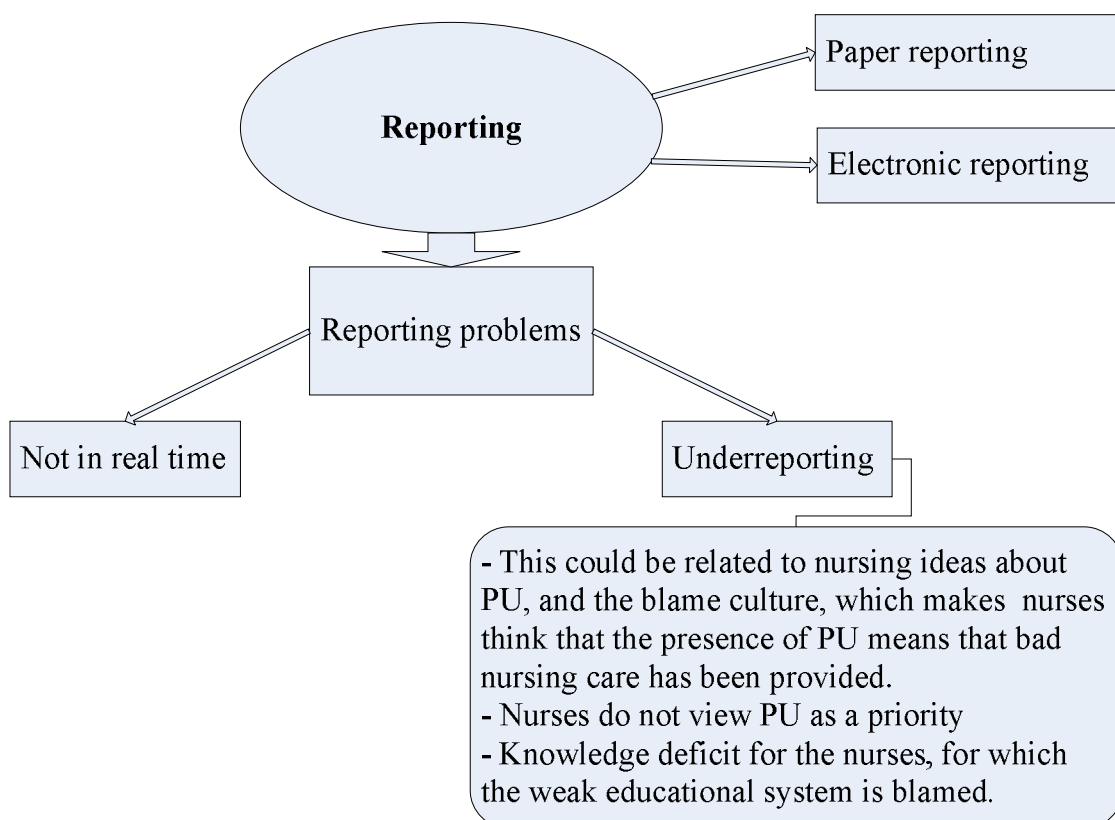 Reporting
Paper reporting
Electronic reporting
Reporting problems
Not in real time
Underreporting
- This could be related to nursing ideas about
PU, and the blame culture, which makes nurses
think that the presence of PU means that bad
nursing care has been provided.
- Nurses do not view PU as a priority
- Knowledge deficit for the nurses, for which
the weak educational system is blamed.